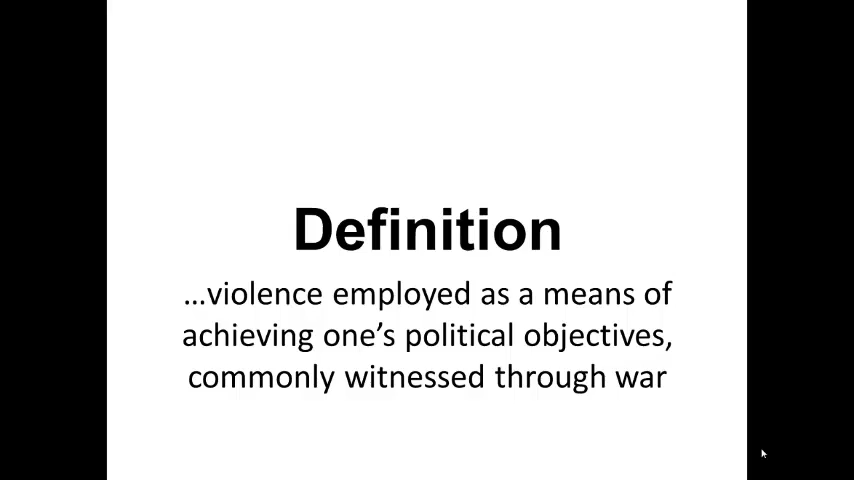 Definition
…violence employed as a means of
achieving one’s political objectives,
commonly witnessed through war